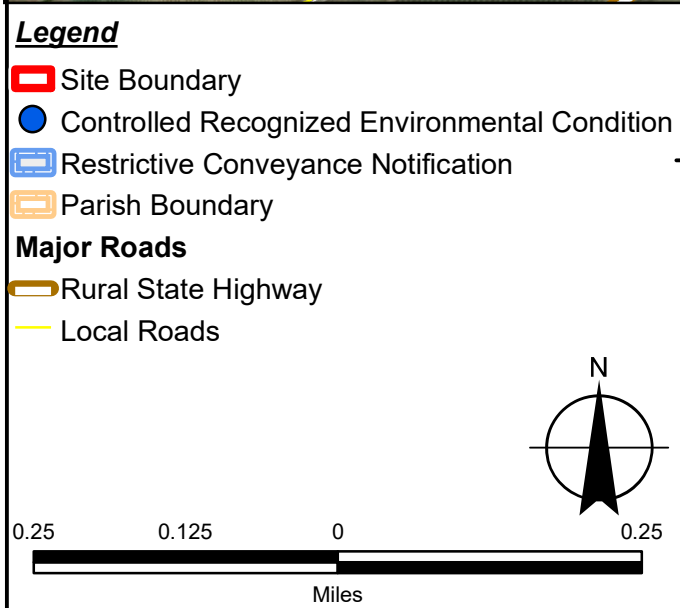 Legend
Site Boundary
Controlled Recognized Environmental Condition
Restrictive Conveyance Notification
Parish Boundary
Major Roads
Rural State Highway
Local Roads
N
0.25 0.125 0 0.25
Miles